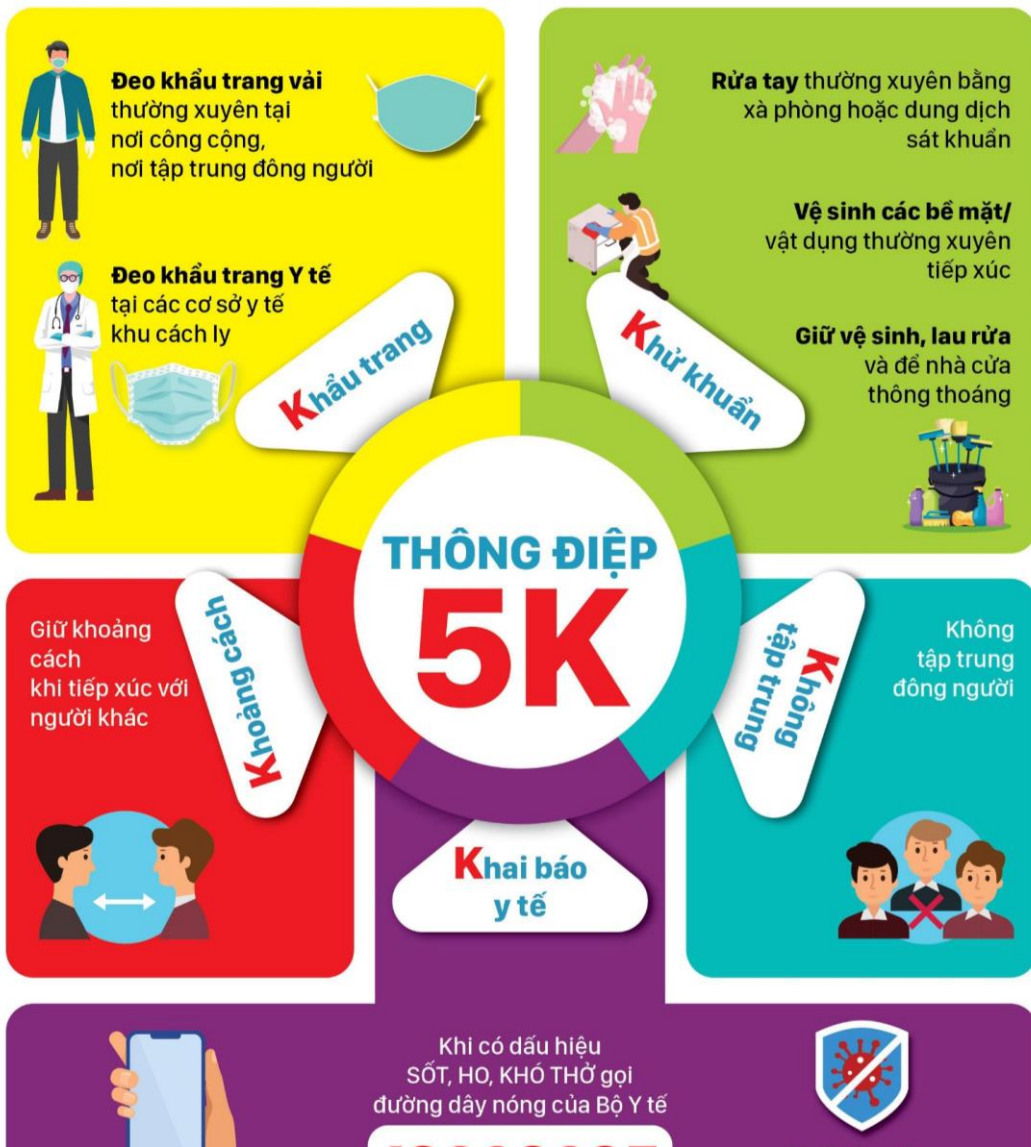 Đeo khẩu trang vải
thường xuyên tại
nơi công cộng,
nơi tập trung đông người
Đeo khẩu trang Y tế
tại các cơ sở y tế
khu cách ly
Khẩu trang
Rửa tay thường xuyên bằng
xà phòng hoặc dung dịch
sát khuẩn
Vệ sinh các bề mặt/
vật dụng thường xuyên
tiếp xúc
Giữ vệ sinh, lau rửa
và để nhà cửa
thông thoáng
Khử khuẩn
THÔNG ĐIỆP
5K
Giữ khoảng
cách
khi tiếp xúc với
người khác
Khoảng cách
Không
tập trung
Không
tập trung
đông người
Khai báo
y tế
Khi có dấu hiệu
SỐT, HO, KHÓ THỞ gọi
đường dây nóng của Bộ Y tế